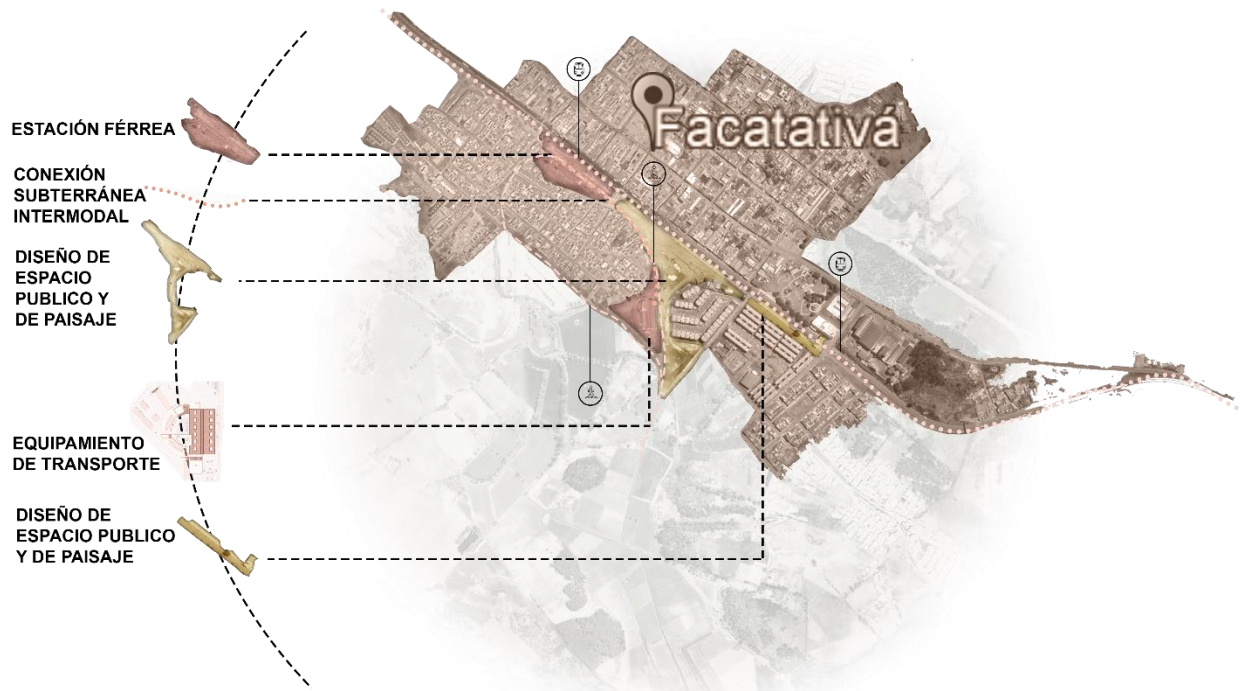 Facatativá
ESTACIÓN FÉRREA
CONEXIÓN
SUBTERRÁNEA
INTERMODAL
DISEÑO DE
ESPACIO
PUBLICO Y
DE PAISAJE
EQUIPAMIENTO
DE TRANSPORTE
DISEÑO DE
ESPACIO PUBLICO
Y DE PAISAJE